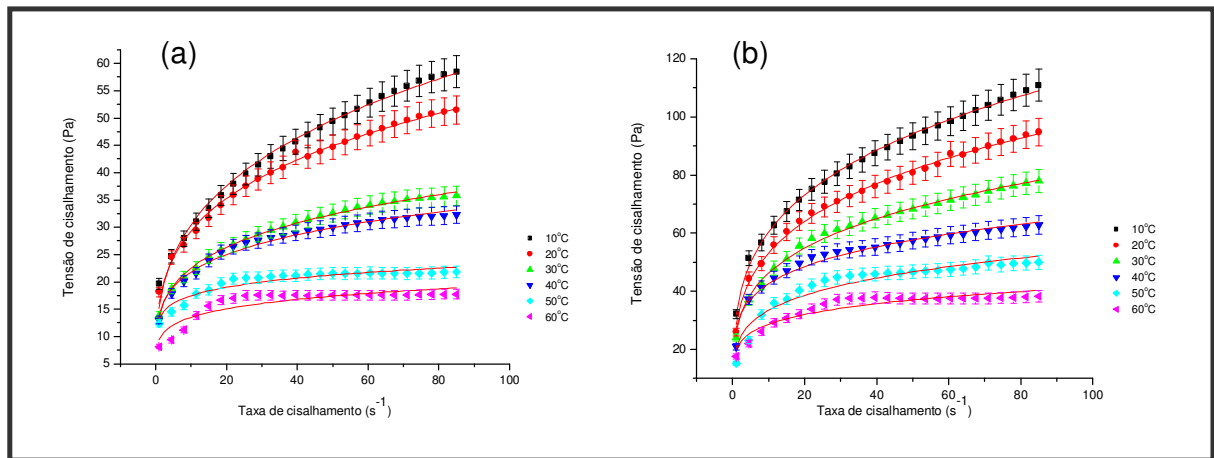 (a)
60
55
50
45
40
35
30
25
20
15
10
5
Tensão de cisalhamento (Pa)
0
20
40
60
80
100
Taxa de cisalhamento (s⁻¹)
10°C
20°C
30°C
40°C
50°C
60°C
(b)
120
100
80
60
40
20
Tensão de cisalhamento (Pa)
0
20
40
60
80
100
Taxa de cisalhamento (s⁻¹)
10°C
20°C
30°C
40°C
50°C
60°C